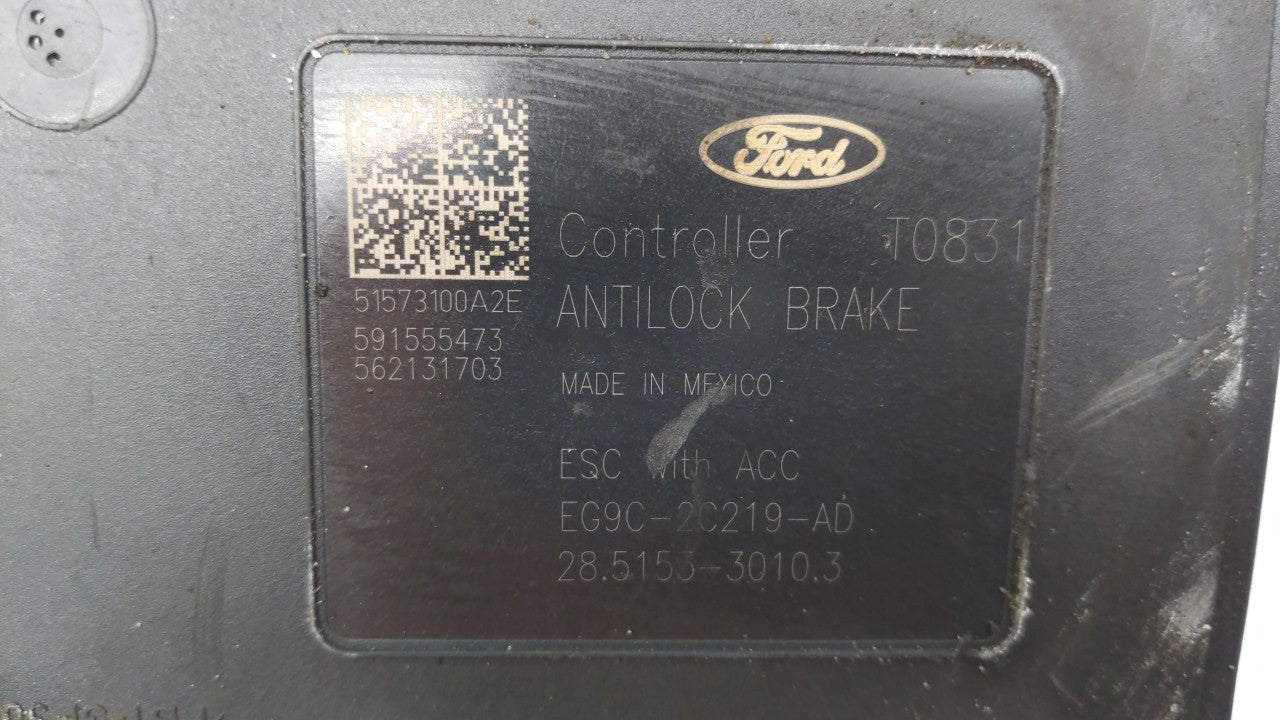 Ford
Controller T0831
ANTILOCK BRAKE
MADE IN MEXICO
ESC with ACC
EG9C-2C219-AD
28.5153-3010.3
51573100A2E
591555473
562131703